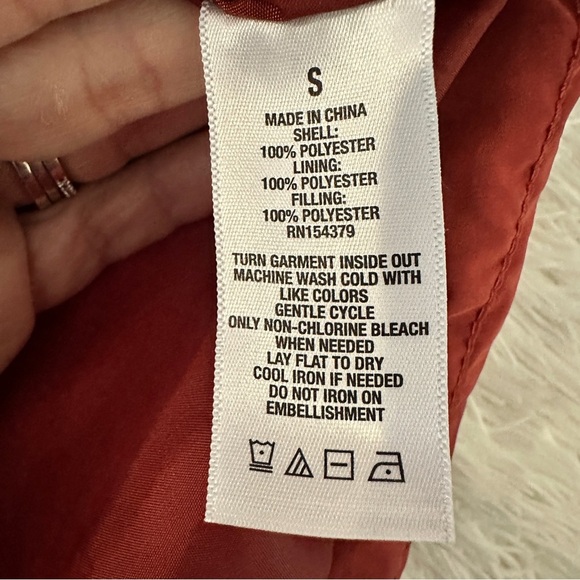 S
MADE IN CHINA
SHELL:
100% POLYESTER
LINING:
100% POLYESTER
FILLING:
100% POLYESTER
RN154379
TURN GARMENT INSIDE OUT
MACHINE WASH COLD WITH
LIKE COLORS
GENTLE CYCLE
ONLY NON-CHLORINE BLEACH
WHEN NEEDED
LAY FLAT TO DRY
COOL IRON IF NEEDED
DO NOT IRON ON
EMBELLISHMENT